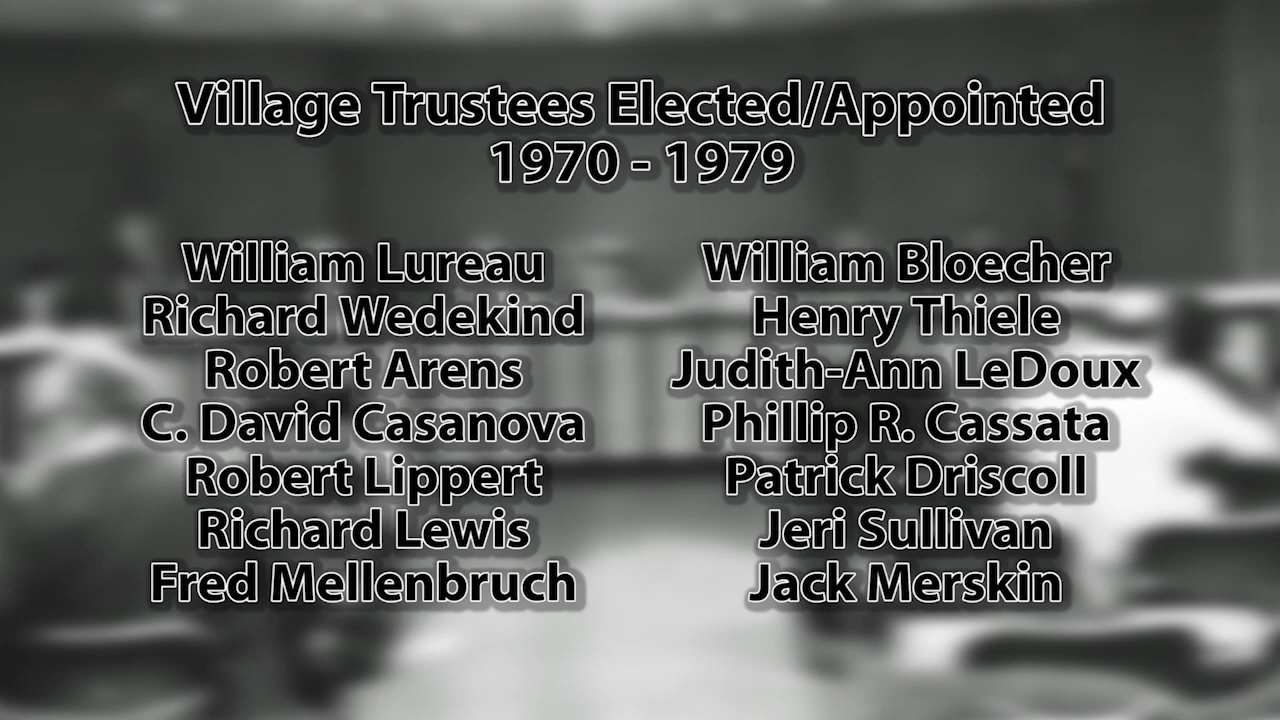 Village Trustees Elected/Appointed
1970 - 1979
William Lureau
Richard Wedekind
Robert Arens
C. David Casanova
Robert Lippert
Richard Lewis
Fred Mellenbruch
William Bloecher
Henry Thiele
Judith-Ann LeDoux
Phillip R. Cassata
Patrick Driscoll
Jeri Sullivan
Jack Merskin